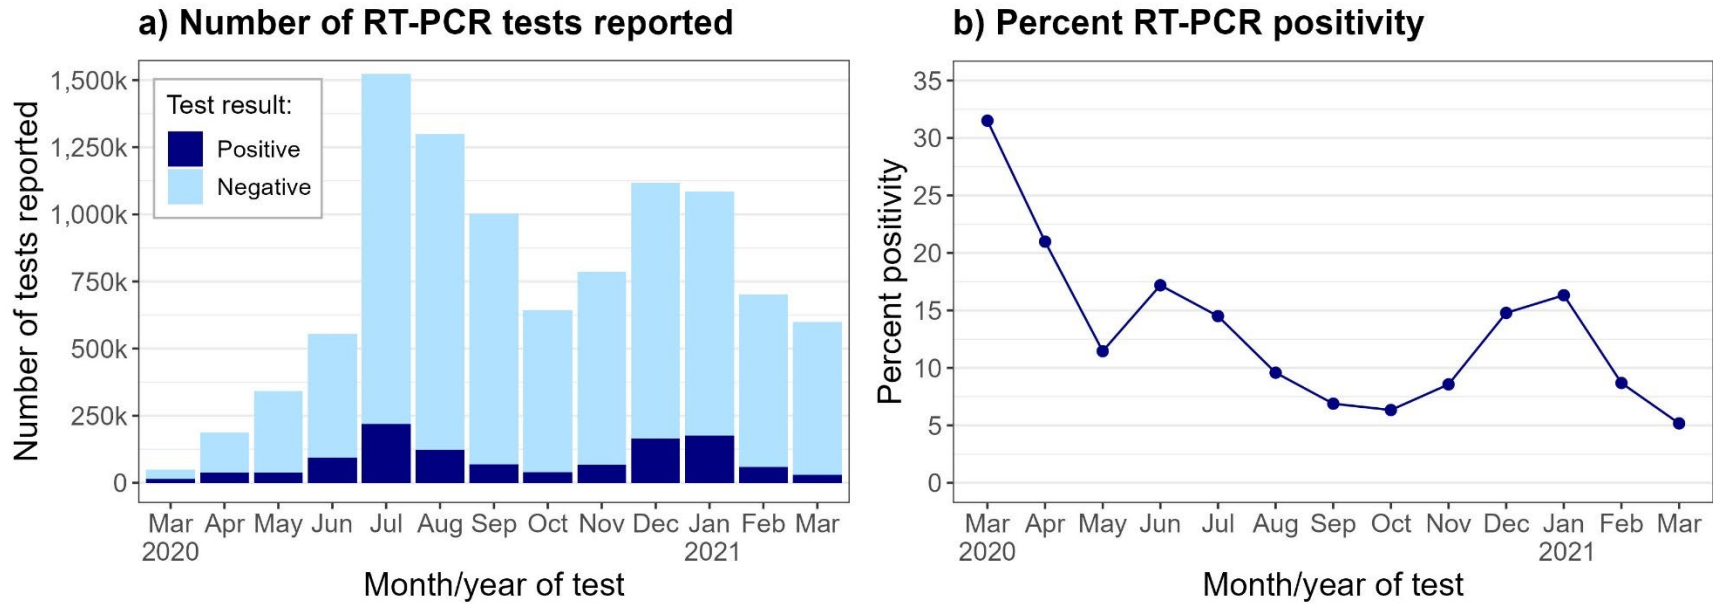 a) Number of RT-PCR tests reported
Number of tests reported
1,500k
1,250k
1,000k
750k
500k
250k
0
Test result:
Positive
Negative
Mar Apr May Jun Jul Aug Sep Oct Nov Dec Jan Feb Mar
2020 2021
Month/year of test
b) Percent RT-PCR positivity
Percent positivity
35
30
25
20
15
10
5
0
Mar Apr May Jun Jul Aug Sep Oct Nov Dec Jan Feb Mar
2020 2021
Month/year of test